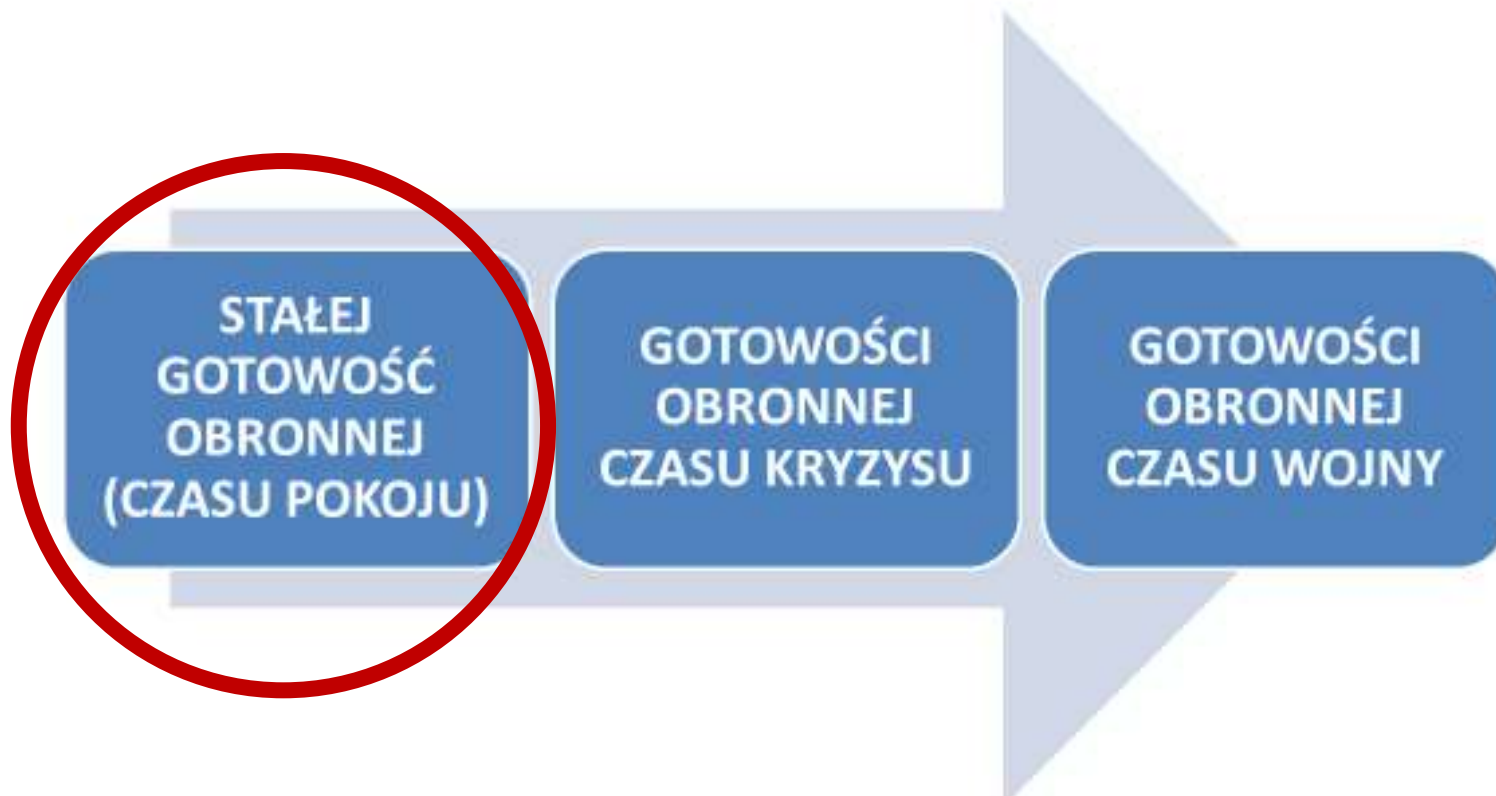 STAŁEJ
GOTOWOŚĆ
OBRONNEJ
(CZASU POKOJU)
GOTOWOŚCI
OBRONNEJ
CZASU KRYZYSU
GOTOWOŚCI
OBRONNEJ
CZASU WOJNY